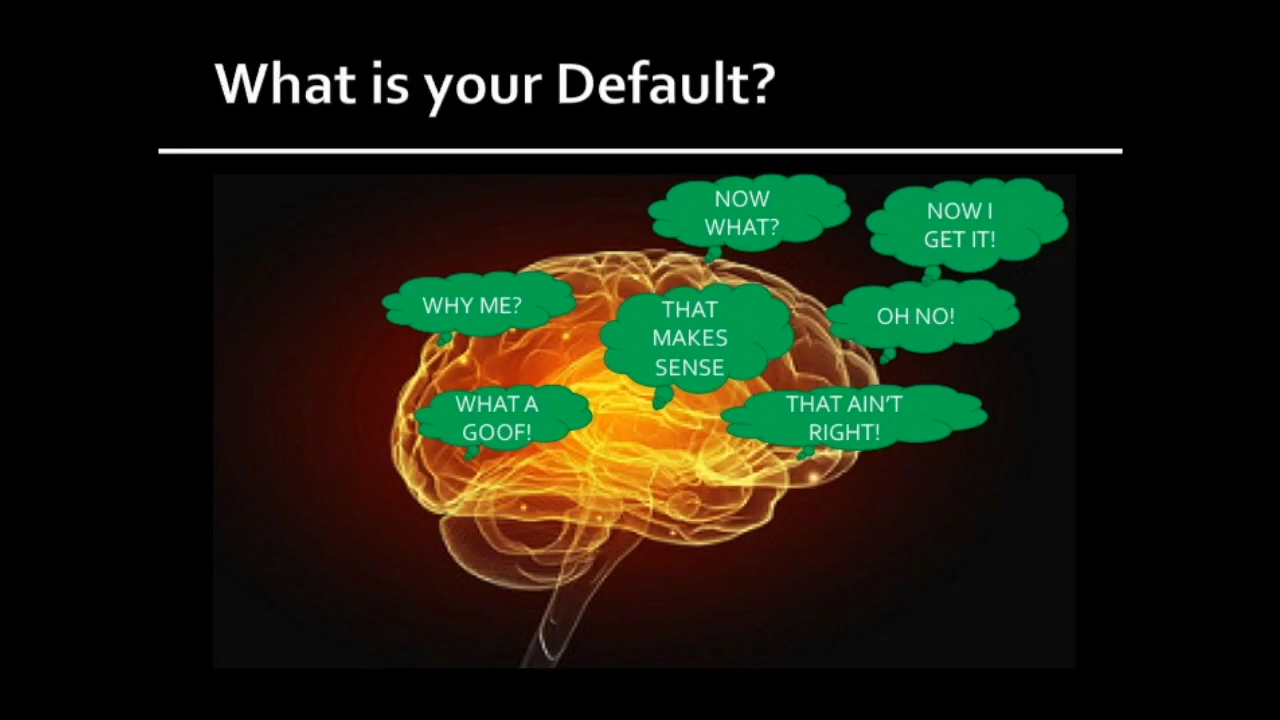 What is your Default?
NOW
WHAT?
NOW I
GET IT!
WHY ME?
THAT
MAKES
SENSE
OH NO!
WHAT A
GOOF!
THAT AIN'T
RIGHT!